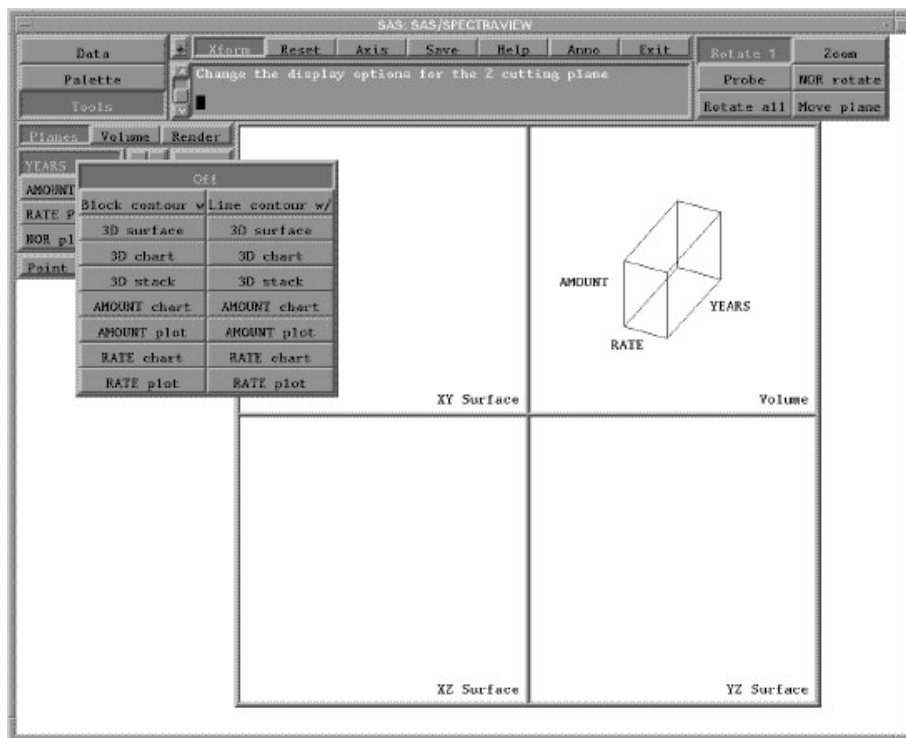 SAS: SAS/SPECTRAVIEW
Data
Palette
Tools
Xform Reset Axis Save Help Anno Exit
Change the display options for the Z cutting plane
Rotate 1 Zoom
Probe NOR rotate
Rotate all Move plane
Planes Volume Render
YEARS
AMOUNT
RATE P
NOR pl
Point
Off
Block contour w Line contour w/
3D surface 3D surface
3D chart 3D chart
3D stack 3D stack
AMOUNT chart AMOUNT chart
AMOUNT plot AMOUNT plot
RATE chart RATE chart
RATE plot RATE plot
AMOUNT
YEARS
RATE
XY Surface
Volume
XZ Surface
YZ Surface